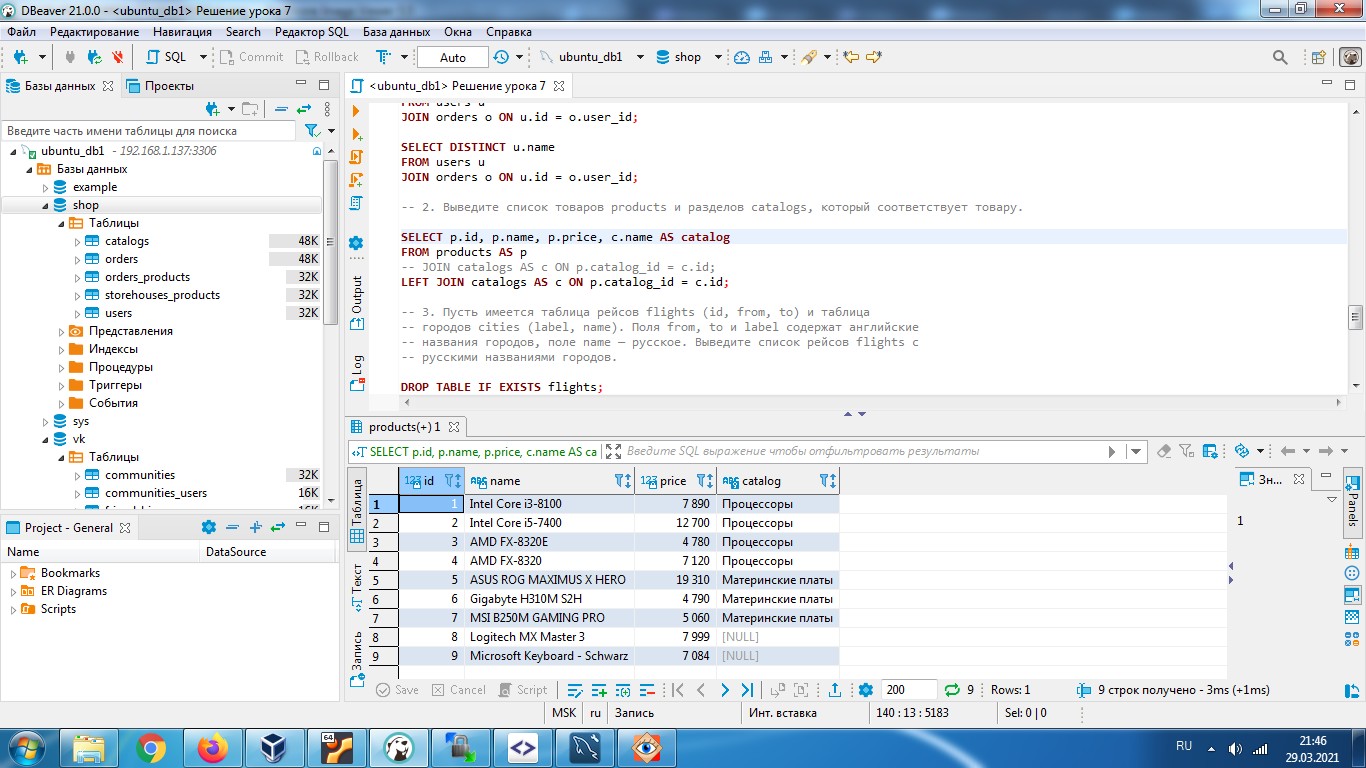 DBeaver 21.0.0 - <ubuntu_db1> Решение урока 7
Файл Редактирование Навигация Search Редактор SQL База данных Окна Справка
SQL Commit Rollback Auto ubuntu_db1 shop
Базы данных Проекты
<ubuntu_db1> Решение урока 7
Введите часть имени таблицы для поиска
ubuntu_db1 - 192.168.1.137:3306
Базы данных
example
shop
Таблицы
catalogs 48K
orders 48K
orders_products 32K
storehouses_products 32K
users 32K
Представления
Индексы
Процедуры
Триггеры
События
sys
vk
Таблицы
communities 32K
communities_users 16K
Project - General
Name DataSource
Bookmarks
ER Diagrams
Scripts
Output
Log
FROM users u
JOIN orders o ON u.id = o.user_id;
SELECT DISTINCT u.name
FROM users u
JOIN orders o ON u.id = o.user_id;
-- 2. Выведите список товаров products и разделов catalogs, который соответствует товару.
SELECT p.id, p.name, p.price, c.name AS catalog
FROM products AS p
-- JOIN catalogs AS c ON p.catalog_id = c.id;
LEFT JOIN catalogs AS c ON p.catalog_id = c.id;
-- 3. Пусть имеется таблица рейсов flights (id, from, to) и таблица
-- городов cities (label, name). Поля from, to и label содержат английские
-- названия городов, поле name — русское. Выведите список рейсов flights с
-- русскими названиями городов.
DROP TABLE IF EXISTS flights;
products(+) 1
SELECT p.id, p.name, p.price, c.name AS ca
Введите SQL выражение чтобы отфильтровать результаты
Таблица
Текст
Запись
123 id ABC name 123 price ABC catalog
1 1 Intel Core i3-8100 7 890 Процессоры
2 2 Intel Core i5-7400 12 700 Процессоры
3 3 AMD FX-8320E 4 780 Процессоры
4 4 AMD FX-8320 7 120 Процессоры
5 5 ASUS ROG MAXIMUS X HERO 19 310 Материнские платы
6 6 Gigabyte H310M S2H 4 790 Материнские платы
7 7 MSI B250M GAMING PRO 5 060 Материнские платы
8 8 Logitech MX Master 3 7 999 [NULL]
9 9 Microsoft Keyboard - Schwarz 7 084 [NULL]
Зн...
1
Panels
Save Cancel Script 200 9 Rows: 1 9 строк получено - 3ms (+1ms)
MSK ru Запись Инт. вставка 140 : 13 : 5183 Sel: 0 | 0
64
RU
21:46
29.03.2021